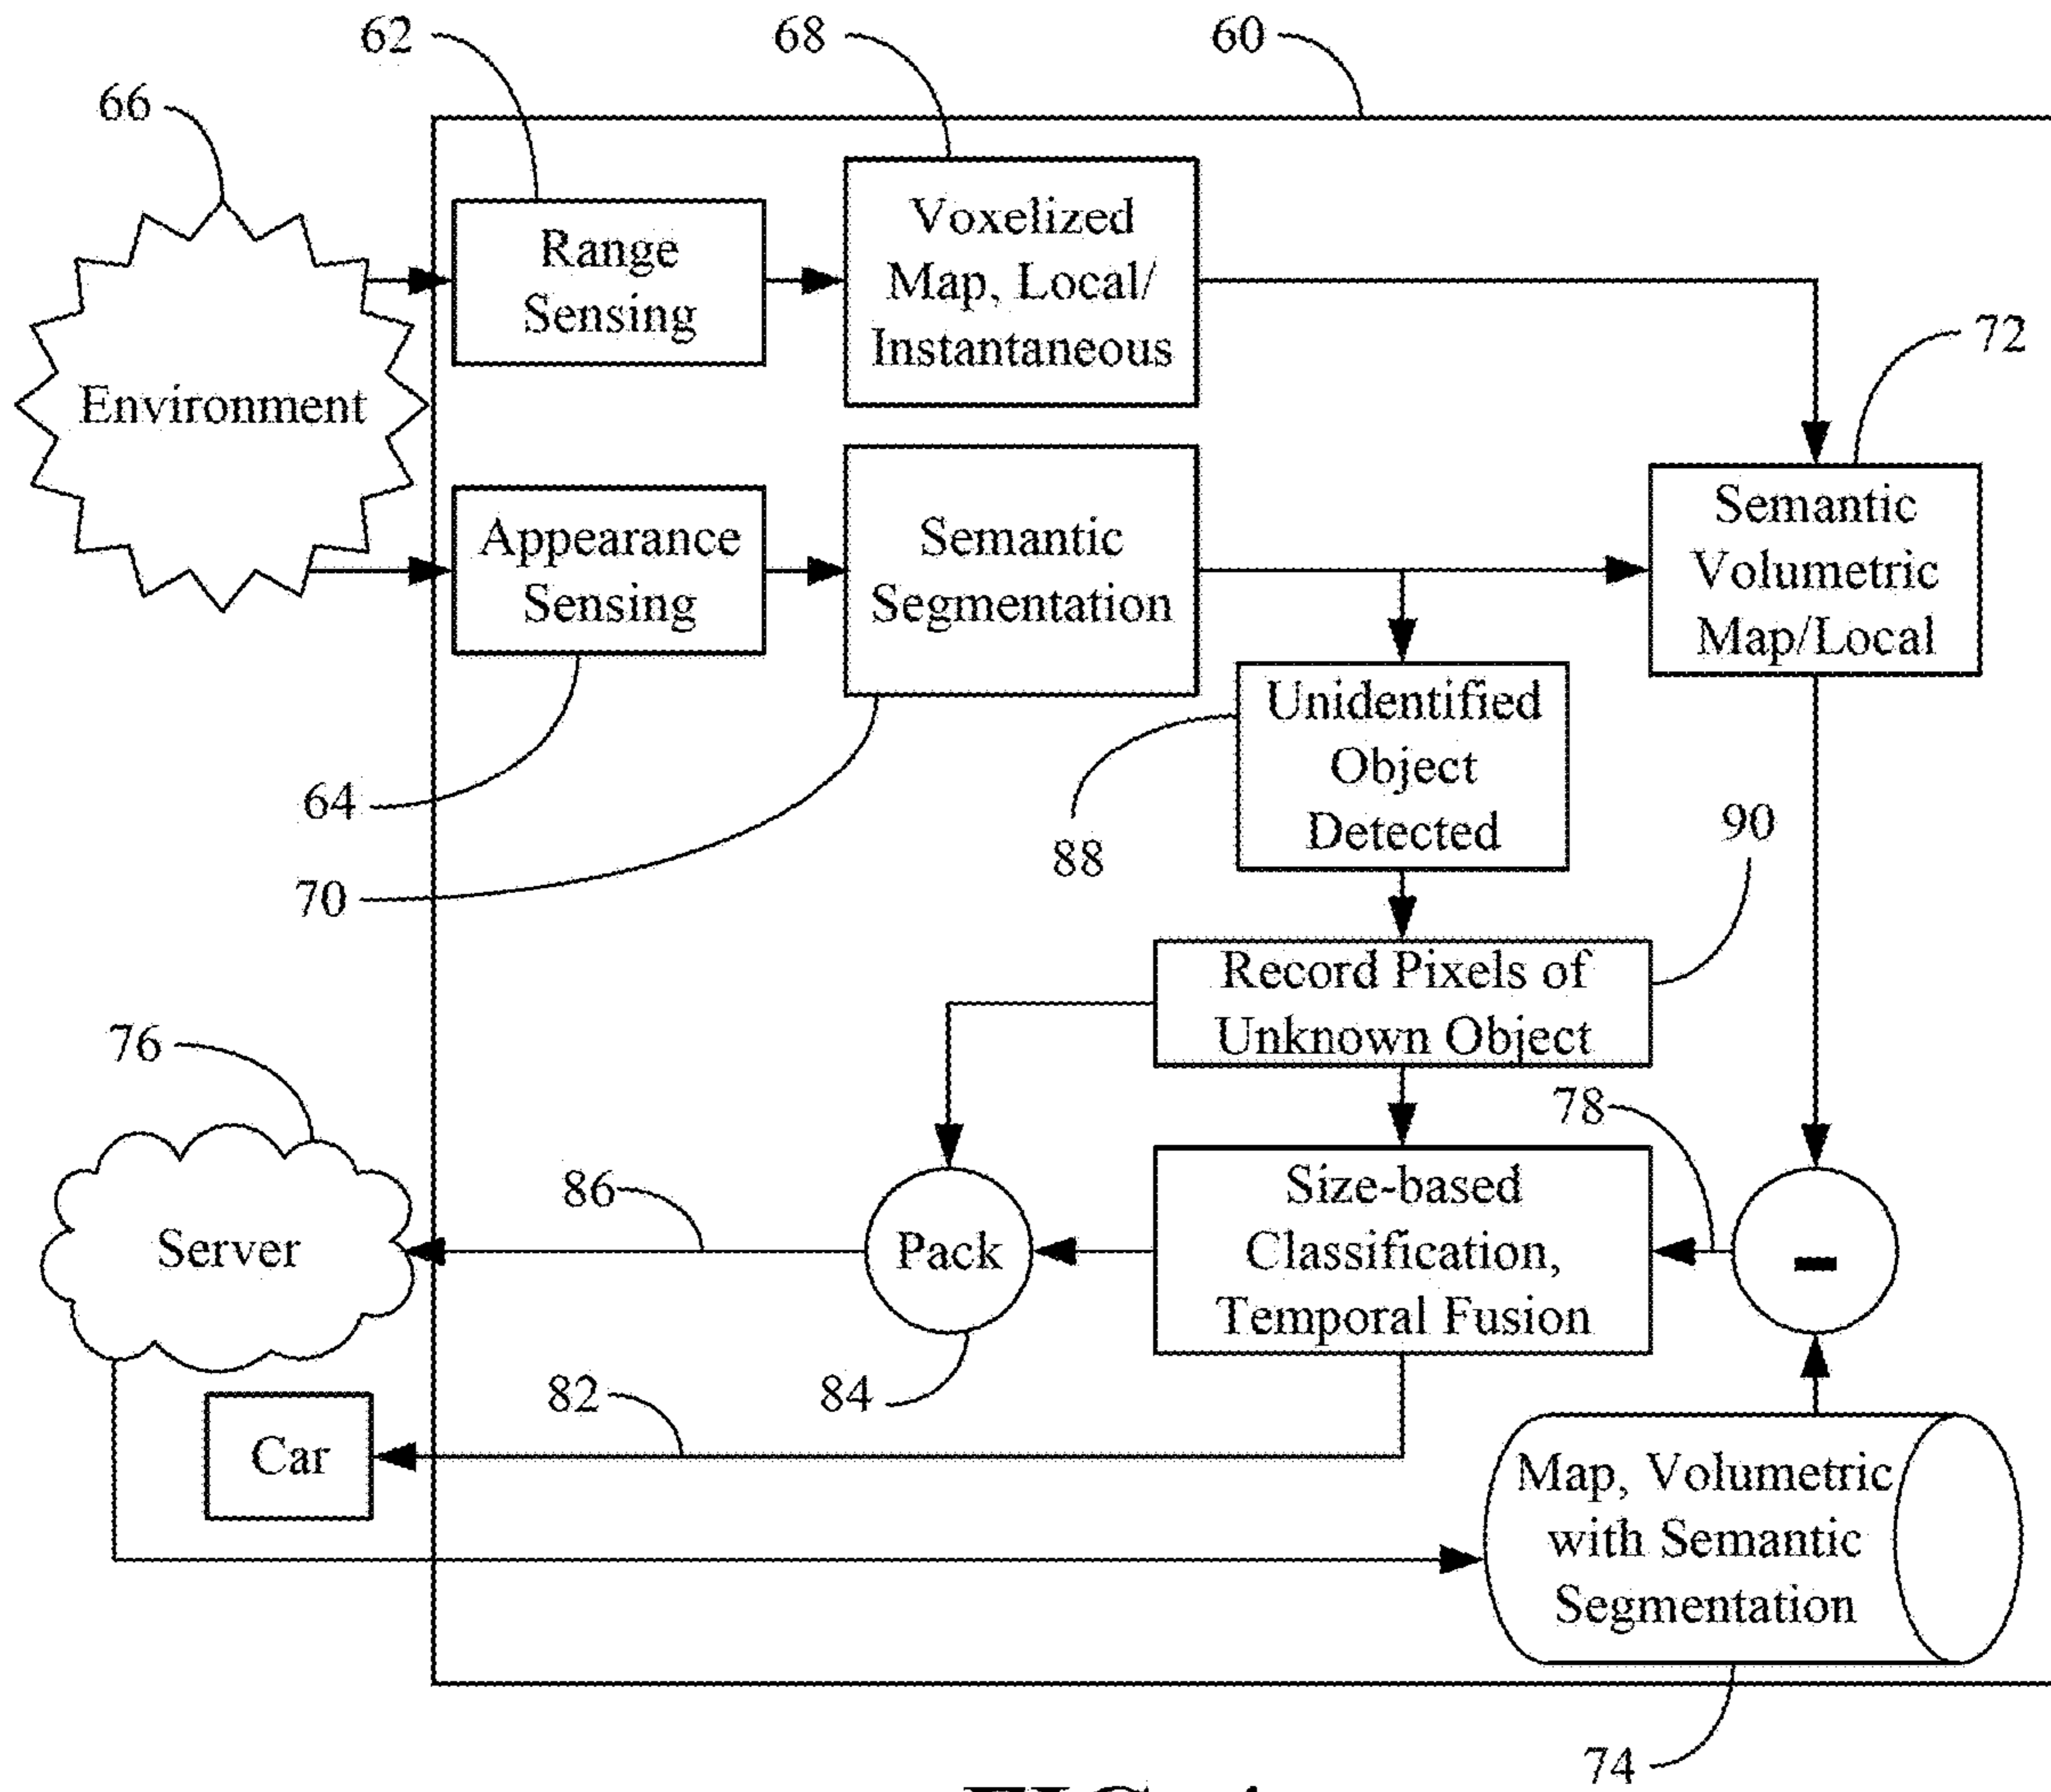 62
68
60
66
Range
Sensing
Voxelized
Map, Local/
Instantaneous
72
Environment
Appearance
Sensing
Semantic
Segmentation
Semantic
Volumetric
Map/Local
Unidentified
Object
Detected
64
88
90
70
Record Pixels of
Unknown Object
76
78
86
Server
Pack
Size-based
Classification,
Temporal Fusion
-
82
84
Car
Map, Volumetric
with Semantic
Segmentation
74